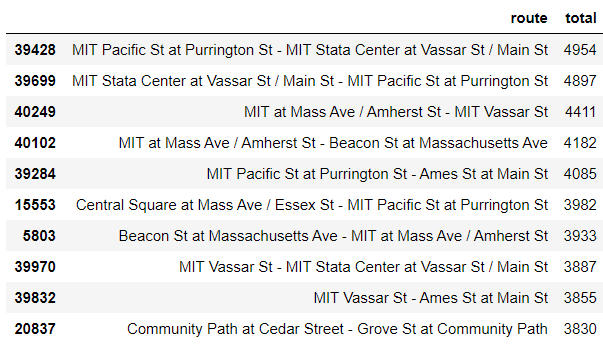 route total
39428 MIT Pacific St at Purrington St - MIT Stata Center at Vassar St / Main St 4954
39699 MIT Stata Center at Vassar St / Main St - MIT Pacific St at Purrington St 4897
40249 MIT at Mass Ave / Amherst St - MIT Vassar St 4411
40102 MIT at Mass Ave / Amherst St - Beacon St at Massachusetts Ave 4182
39284 MIT Pacific St at Purrington St - Ames St at Main St 4085
15553 Central Square at Mass Ave / Essex St - MIT Pacific St at Purrington St 3982
5803 Beacon St at Massachusetts Ave - MIT at Mass Ave / Amherst St 3933
39970 MIT Vassar St - MIT Stata Center at Vassar St / Main St 3887
39832 MIT Vassar St - Ames St at Main St 3855
20837 Community Path at Cedar Street - Grove St at Community Path 3830